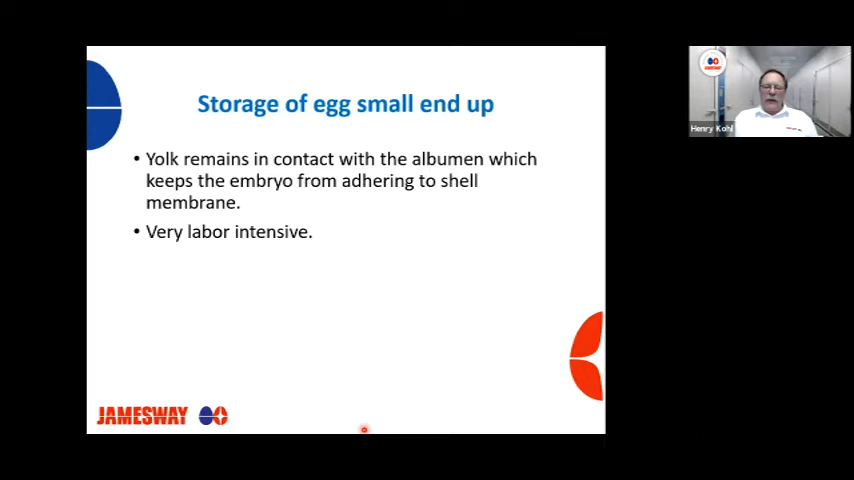 Storage of egg small end up
• Yolk remains in contact with the albumen which
keeps the embryo from adhering to shell
membrane.
• Very labor intensive.
JAMESWAY
Henry Kohl